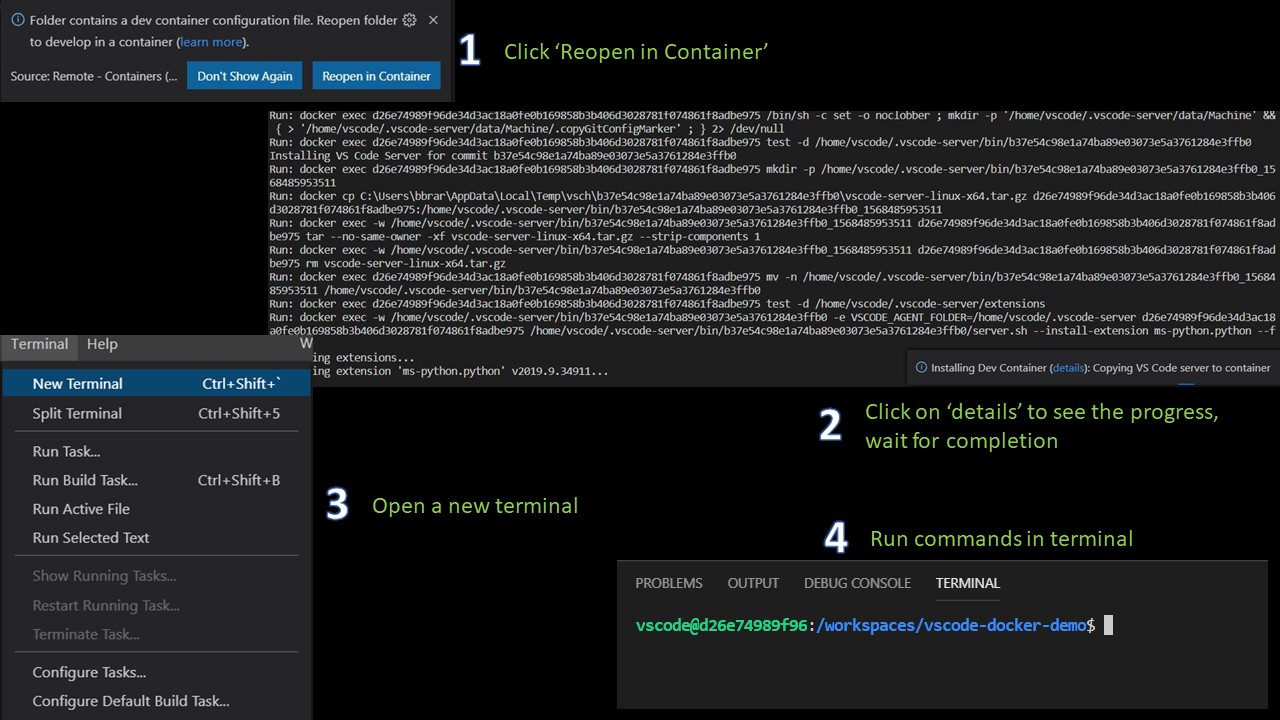 Folder contains a dev container configuration file. Reopen folder
to develop in a container (learn more).
Source: Remote - Containers (...
Don't Show Again
Reopen in Container
1
Click ‘Reopen in Container’
Run: docker exec d26e74989f96de34d3ac18a0fe0b169858b3b406d3028781f074861f8adbe975 /bin/sh -c set -o noclobber ; mkdir -p '/home/vscode/.vscode-server/data/Machine' &&
{ > '/home/vscode/.vscode-server/data/Machine/.copyGitConfigMarker' ; } 2> /dev/null
Run: docker exec d26e74989f96de34d3ac18a0fe0b169858b3b406d3028781f074861f8adbe975 test -d /home/vscode/.vscode-server/bin/b37e54c98e1a74ba89e03073e5a3761284e3ffb0
Installing VS Code Server for commit b37e54c98e1a74ba89e03073e5a3761284e3ffb0
Run: docker exec d26e74989f96de34d3ac18a0fe0b169858b3b406d3028781f074861f8adbe975 mkdir -p /home/vscode/.vscode-server/bin/b37e54c98e1a74ba89e03073e5a3761284e3ffb0_15
68485953511
Run: docker cp C:\Users\bbrar\AppData\Local\Temp\vsch\b37e54c98e1a74ba89e03073e5a3761284e3ffb0\vscode-server-linux-x64.tar.gz d26e74989f96de34d3ac18a0fe0b169858b3b406
d3028781f074861f8adbe975:/home/vscode/.vscode-server/bin/b37e54c98e1a74ba89e03073e5a3761284e3ffb0_1568485953511
Run: docker exec -w /home/vscode/.vscode-server/bin/b37e54c98e1a74ba89e03073e5a3761284e3ffb0_1568485953511 d26e74989f96de34d3ac18a0fe0b169858b3b406d3028781f074861f8ad
be975 tar --no-same-owner -xf vscode-server-linux-x64.tar.gz --strip-components 1
Run: docker exec -w /home/vscode/.vscode-server/bin/b37e54c98e1a74ba89e03073e5a3761284e3ffb0_1568485953511 d26e74989f96de34d3ac18a0fe0b169858b3b406d3028781f074861f8ad
be975 rm vscode-server-linux-x64.tar.gz
Run: docker exec d26e74989f96de34d3ac18a0fe0b169858b3b406d3028781f074861f8adbe975 mv -n /home/vscode/.vscode-server/bin/b37e54c98e1a74ba89e03073e5a3761284e3ffb0_15684
85953511 /home/vscode/.vscode-server/bin/b37e54c98e1a74ba89e03073e5a3761284e3ffb0
Run: docker exec d26e74989f96de34d3ac18a0fe0b169858b3b406d3028781f074861f8adbe975 test -d /home/vscode/.vscode-server/extensions
Run: docker exec -w /home/vscode/.vscode-server/bin/b37e54c98e1a74ba89e03073e5a3761284e3ffb0 -e VSCODE_AGENT_FOLDER=/home/vscode/.vscode-server d26e74989f96de34d3ac18
a0fe0b169858b3b406d3028781f074861f8adbe975 /home/vscode/.vscode-server/bin/b37e54c98e1a74ba89e03073e5a3761284e3ffb0/server.sh --install-extension ms-python.python --f
ing extensions...
ing extension 'ms-python.python' v2019.9.34911...
Installing Dev Container (details): Copying VS Code server to container
2
Click on ‘details’ to see the progress,
wait for completion
Terminal Help W
New Terminal Ctrl+Shift+`
Split Terminal Ctrl+Shift+5
Run Task...
Run Build Task... Ctrl+Shift+B
Run Active File
Run Selected Text
Show Running Tasks...
Restart Running Task...
Terminate Task...
Configure Tasks...
Configure Default Build Task...
3
Open a new terminal
4
Run commands in terminal
PROBLEMS OUTPUT DEBUG CONSOLE TERMINAL
vscode@d26e74989f96:/workspaces/vscode-docker-demo$